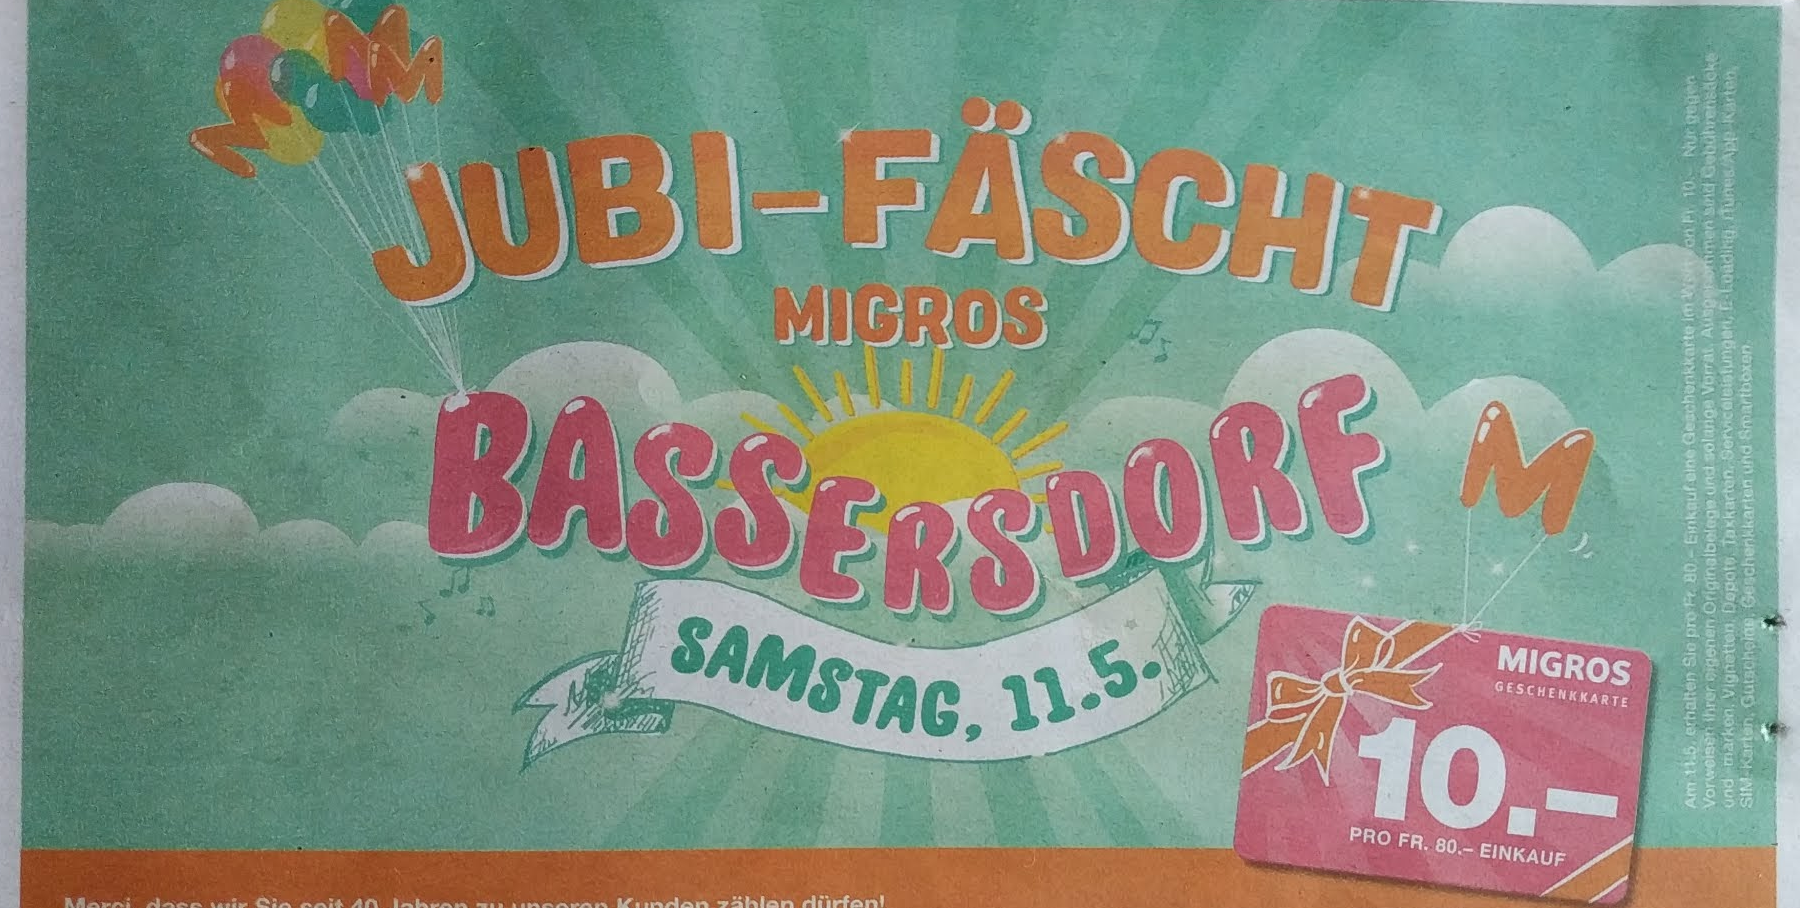 JUBI-FÄSCHT
MIGROS
BASSERSDORF
SAMSTAG, 11.5.
MIGROS
GESCHENKKARTE
10.–
PRO FR. 80.– EINKAUF
Am 11.5. erhalten Sie pro Fr. 80.– Einkauf eine Geschenkkarte im Wert von Fr. 10.–. Nur gegen
Vorweisen Ihrer eigenen Originalbelege und solange Vorrat. Ausgenommen sind Gebührensäcke
und -marken, Vignetten, Depots, Taxkarten, Serviceleistungen, E-Loading, iTunes/App-Karten,
SIM-Karten, Gutscheine, Geschenkkarten und Smartboxen.
Merci, dass wir Sie seit 40 Jahren zu unseren Kunden zählen dürfen!